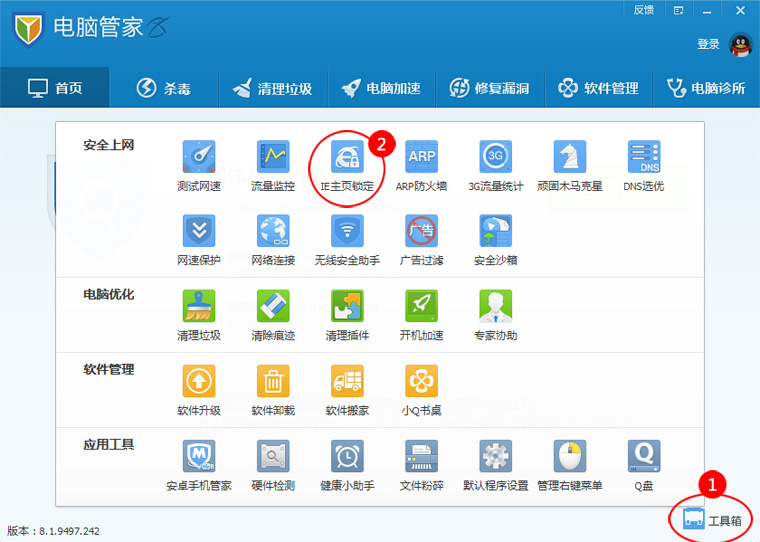 反馈
电脑管家
登录
首页 杀毒 清理垃圾 电脑加速 修复漏洞 软件管理 电脑诊所
安全上网
2
ARP 3G DNS
测试网速 流量监控 IE主页锁定 ARP防火墙 3G流量统计 顽固木马克星 DNS选优
广告
网速保护 网络连接 无线安全助手 广告过滤 安全沙箱
电脑优化
清理垃圾 清除痕迹 清理插件 开机加速 专家协助
软件管理
软件升级 软件卸载 软件搬家 小Q书桌
应用工具
安卓手机管家 硬件检测 健康小助手 文件粉碎 默认程序设置 管理右键菜单 Q盘
1
工具箱
版本：8.1.9497.242